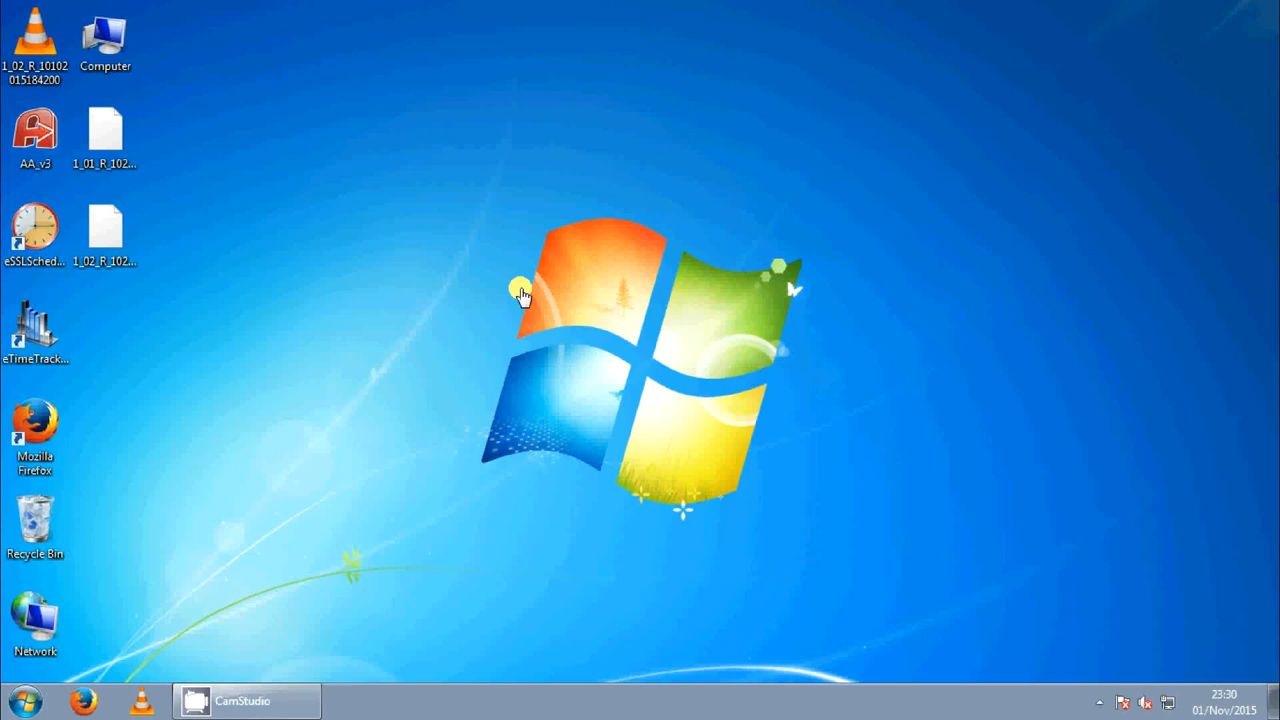 1_02_R_10102
015184200
Computer
AA_v3
1_01_R_102...
eSSLSched...
1_02_R_102...
eTimeTrack...
Mozilla
Firefox
Recycle Bin
Network
CamStudio
23:30
01/Nov/2015